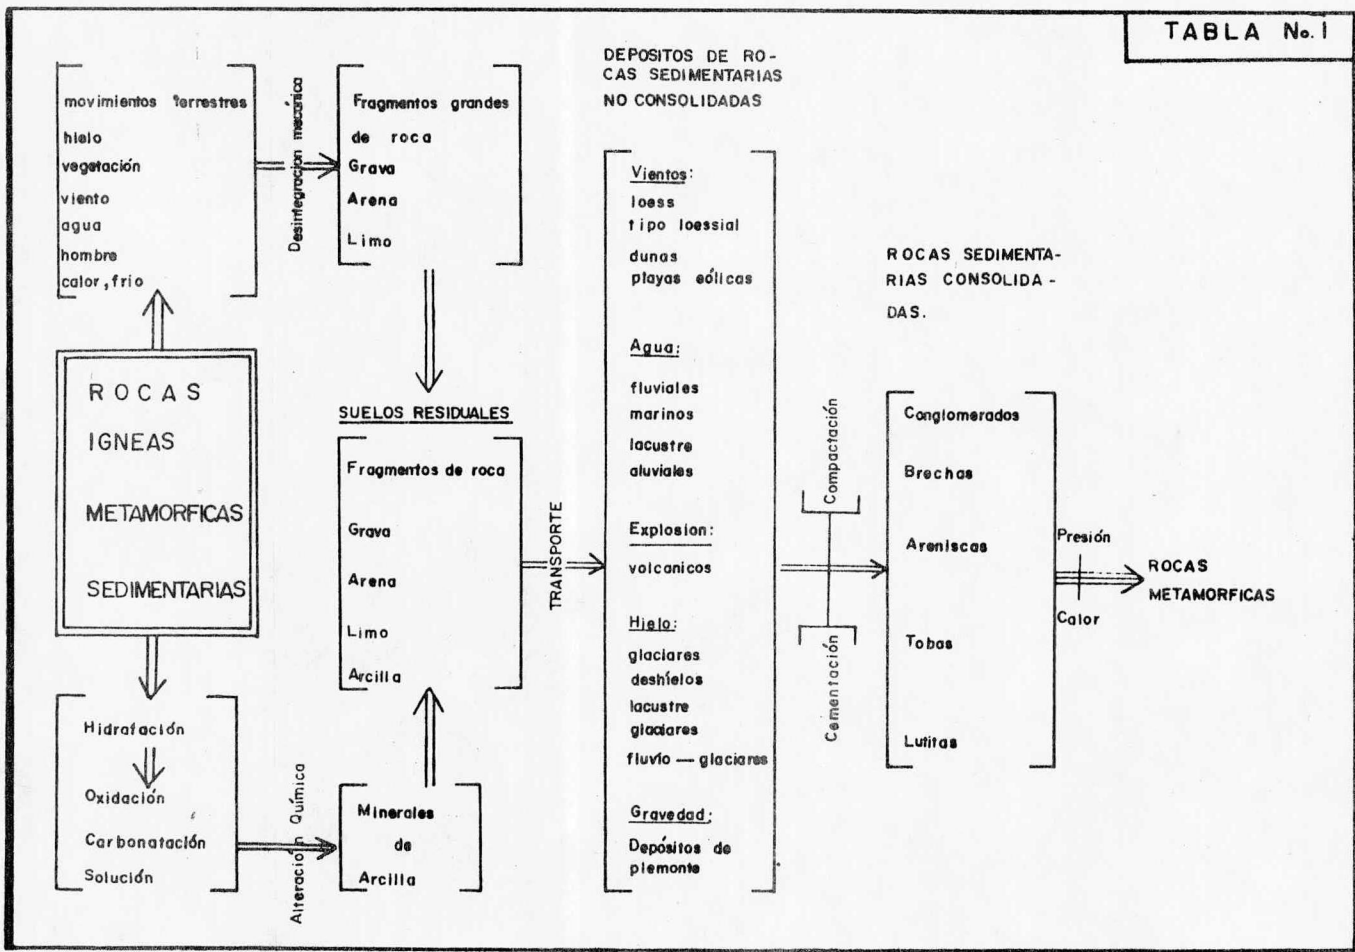 TABLA No. 1
movimientos terrestres
hielo
vegetación
viento
agua
hombre
calor, frio
Desintegracion mecánica
Fragmentos grandes
de roca
Grava
Arena
Limo
ROCAS
IGNEAS
METAMORFICAS
SEDIMENTARIAS
Hidratación
Oxidación
Carbonatación
Solución
Alteración Química
Minerales
de
Arcilla
SUELOS RESIDUALES
Fragmentos de roca
Grava
Arena
Limo
Arcilla
TRANSPORTE
DEPOSITOS DE RO-
CAS SEDIMENTARIAS
NO CONSOLIDADAS
Vientos:
loess
tipo loessial
dunas
playas eólicas
Agua:
fluviales
marinos
lacustre
aluviales
Explosion:
volcanicos
Hielo:
glaciares
deshielos
lacustre
glaciares
fluvio — glaciares
Gravedad:
Depósitos de
piemonte
Compactación
Cementación
ROCAS SEDIMENTA-
RIAS CONSOLIDA -
DAS.
Conglomerados
Brechas
Areniscas
Tobas
Lutitas
Presión
Calor
ROCAS
METAMORFICAS